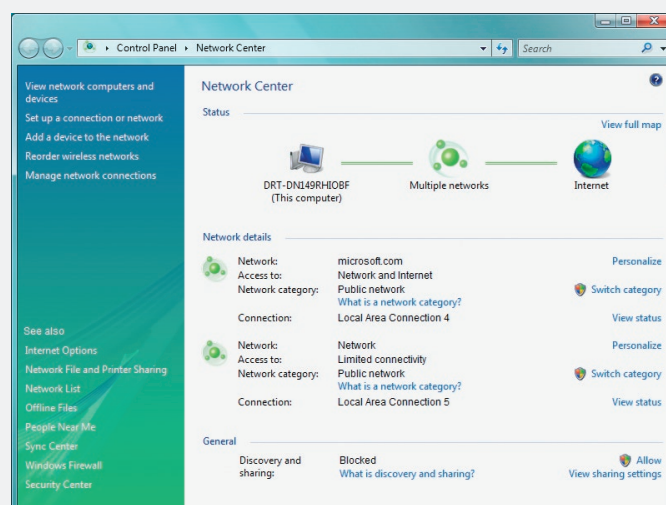 Control Panel
Network Center
Search
View network computers and
devices
Set up a connection or network
Add a device to the network
Reorder wireless networks
Manage network connections
See also
Internet Options
Network File and Printer Sharing
Network List
Offline Files
People Near Me
Sync Center
Windows Firewall
Security Center
Network Center
Status
View full map
DRT-DN149RHIOBF
(This computer)
Multiple networks
Internet
Network details
Network: microsoft.com Personalize
Access to: Network and Internet
Network category: Public network Switch category
What is a network category?
Connection: Local Area Connection 4 View status
Network: Network Personalize
Access to: Limited connectivity
Network category: Public network Switch category
What is a network category?
Connection: Local Area Connection 5 View status
General
Discovery and Blocked Allow
sharing: What is discovery and sharing? View sharing settings